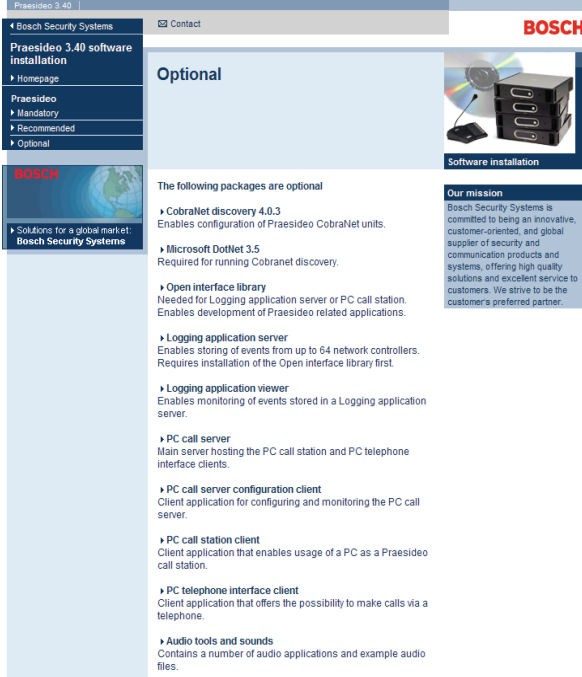 Praesideo 3.40
Bosch Security Systems
Praesideo 3.40 software
installation
Homepage
Praesideo
Mandatory
Recommended
Optional
BOSCH
Solutions for a global market:
Bosch Security Systems
Contact
BOSCH
Optional
The following packages are optional
CobraNet discovery 4.0.3
Enables configuration of Praesideo CobraNet units.
Microsoft DotNet 3.5
Required for running Cobranet discovery.
Open interface library
Needed for Logging application server or PC call station.
Enables development of Praesideo related applications.
Logging application server
Enables storing of events from up to 64 network controllers.
Requires installation of the Open interface library first.
Logging application viewer
Enables monitoring of events stored in a Logging application
server.
PC call server
Main server hosting the PC call station and PC telephone
interface clients.
PC call server configuration client
Client application for configuring and monitoring the PC call
server.
PC call station client
Client application that enables usage of a PC as a Praesideo
call station.
PC telephone interface client
Client application that offers the possibility to make calls via a
telephone.
Audio tools and sounds
Contains a number of audio applications and example audio
files.
Software installation
Our mission
Bosch Security Systems is
committed to being an innovative,
customer-oriented, and global
supplier of security and
communication products and
systems, offering high quality
solutions and excellent service to
customers. We strive to be the
customer's preferred partner.